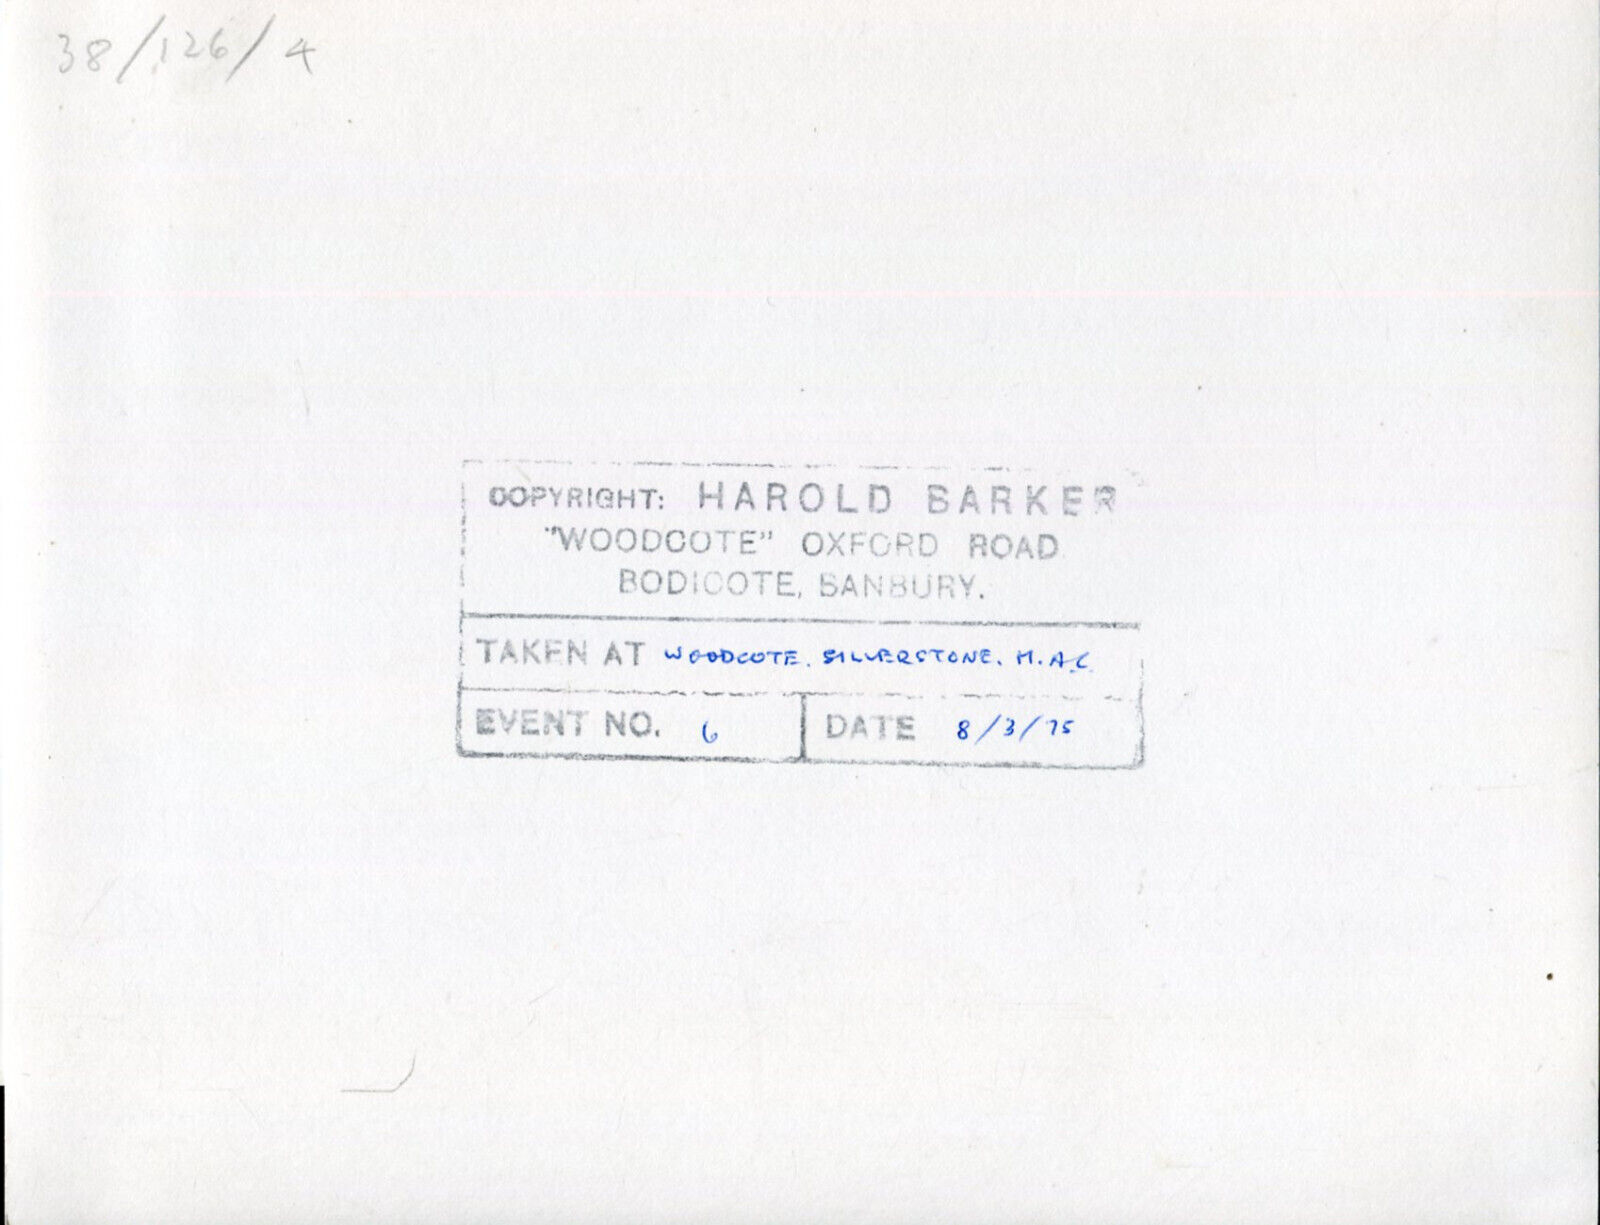 38/126/4
COPYRIGHT: HAROLD BARKER
"WOODCOTE" OXFORD ROAD
BODICOTE, BANBURY.
TAKEN AT WOODCOTE. SILVERSTONE. M.A.C.
EVENT NO. 6 DATE 8/3/75